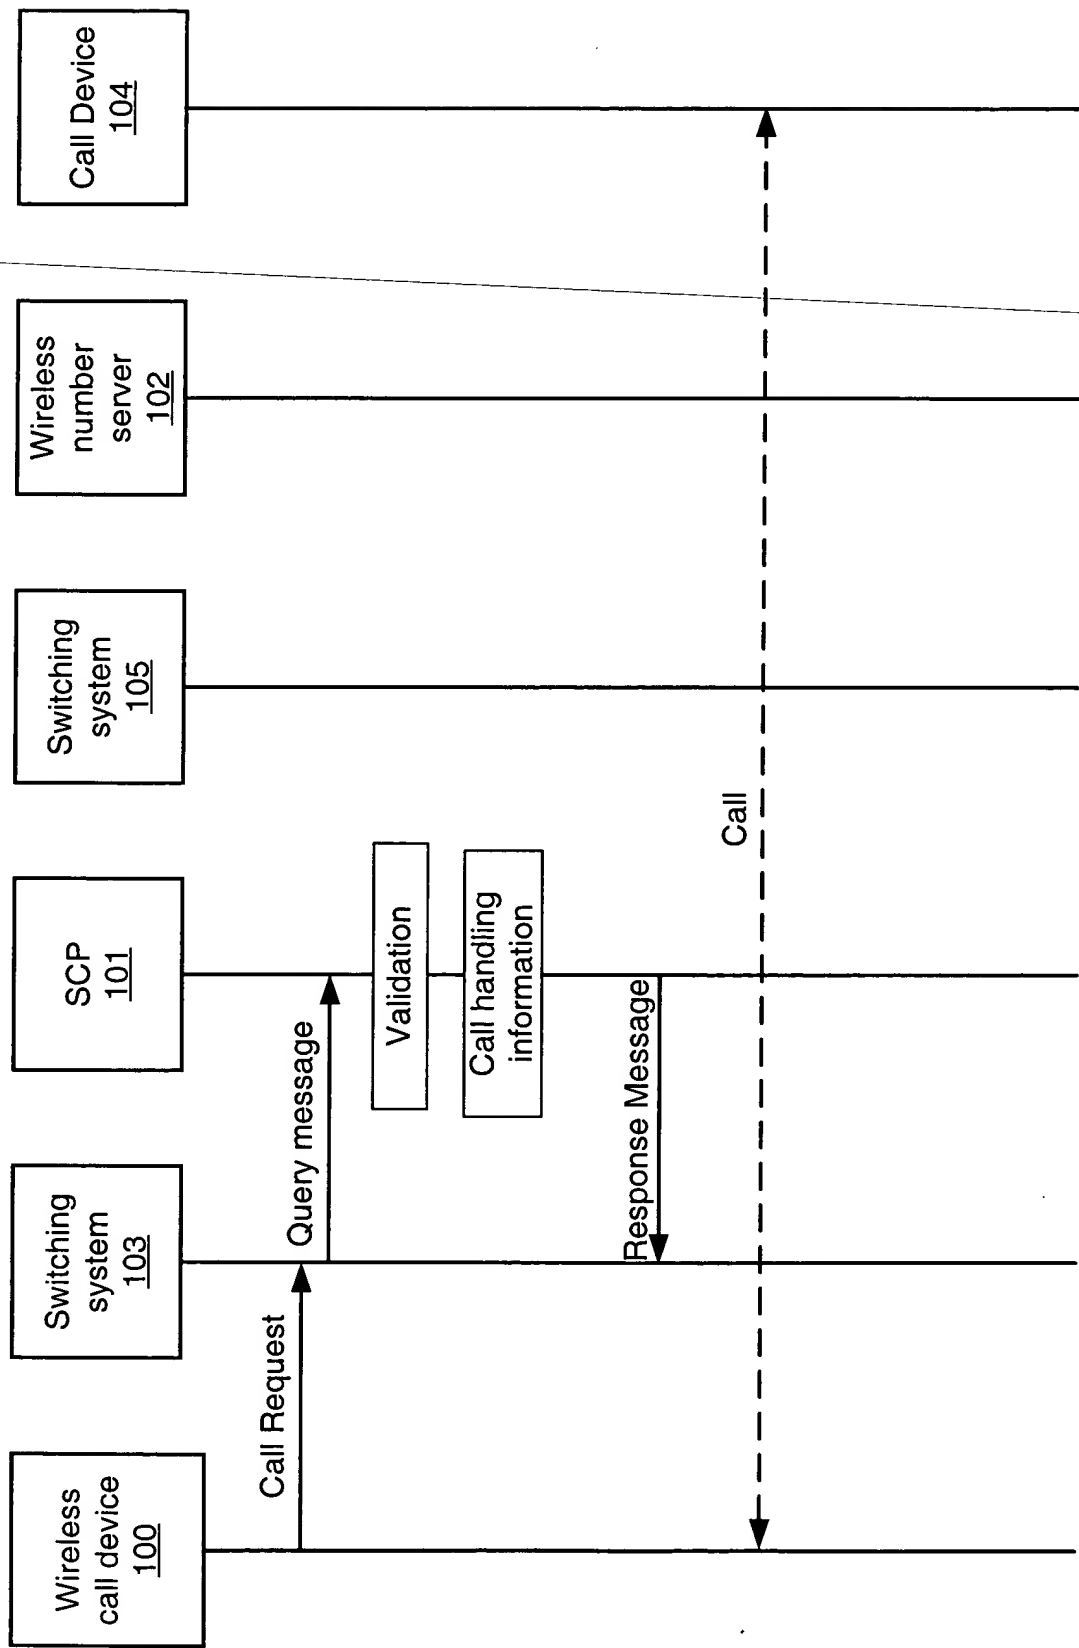 Wireless
call device
100
Switching
system
103
SCP
101
Switching
system
105
Wireless
number
server
102
Call Device
104
Call Request
Query message
Validation
Call handling
information
Response Message
Call